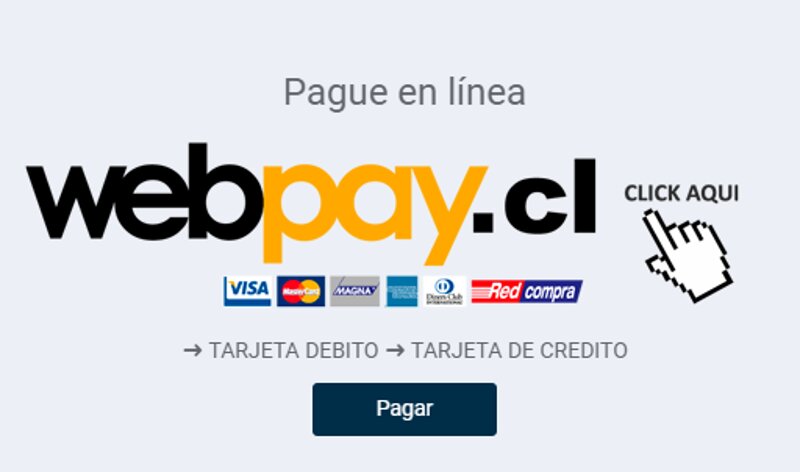 Pague en línea
webpay.cl
CLICK AQUI
VISA MasterCard MAGNA Diners Club INTERNATIONAL Red compra
➔ TARJETA DEBITO ➔ TARJETA DE CREDITO
Pagar